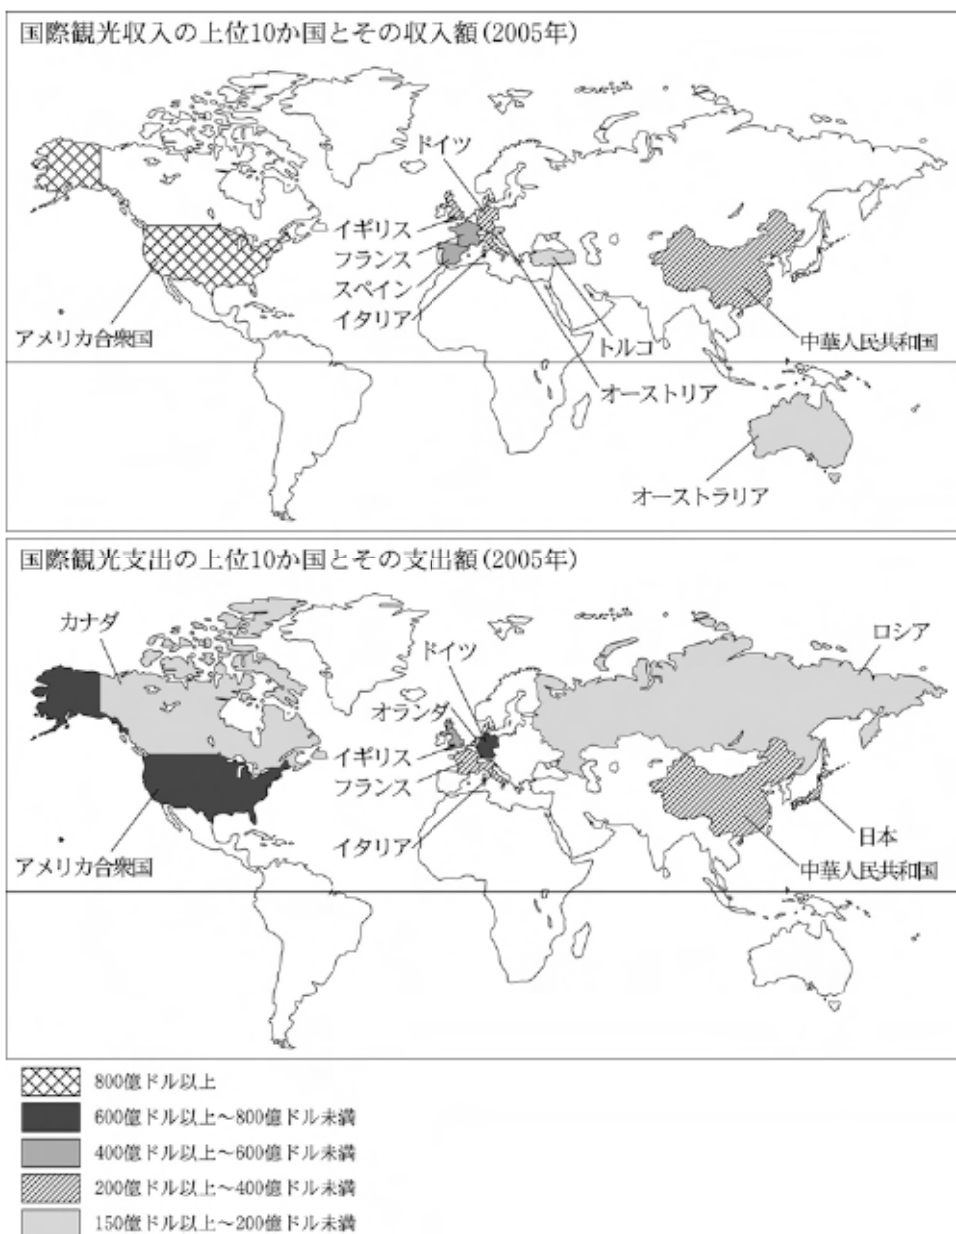 国際観光収入の上位10か国とその収入額(2005年)
ドイツ
イギリス
フランス
スペイン
イタリア
アメリカ合衆国
トルコ
中華人民共和国
オーストリア
オーストラリア
国際観光支出の上位10か国とその支出額(2005年)
カナダ
ロシア
ドイツ
オランダ
イギリス
フランス
日本
イタリア
アメリカ合衆国
中華人民共和国
800億ドル以上
600億ドル以上～800億ドル未満
400億ドル以上～600億ドル未満
200億ドル以上～400億ドル未満
150億ドル以上～200億ドル未満